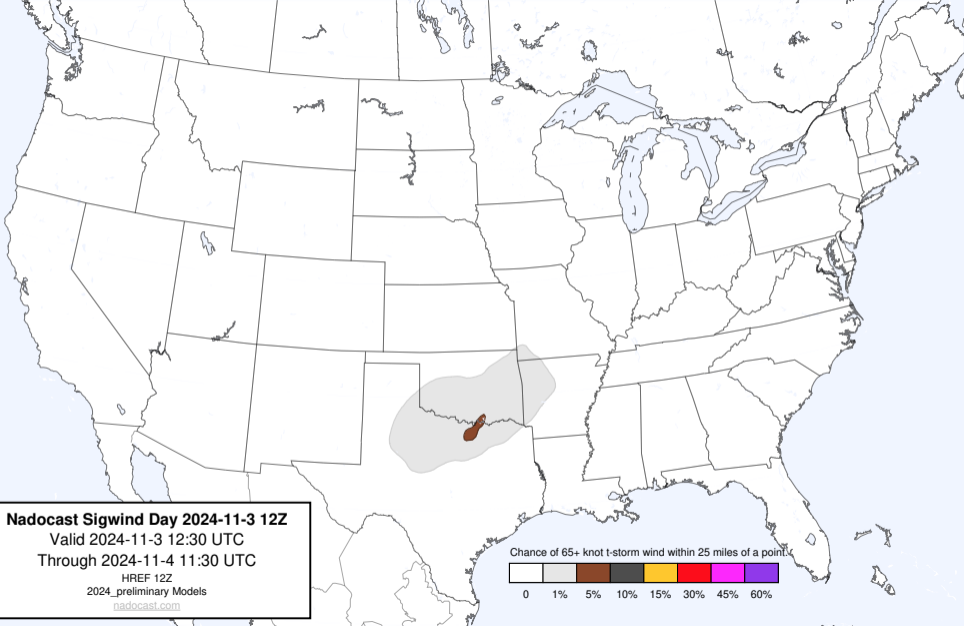 Nadocast Sigwind Day 2024-11-3 12Z
Valid 2024-11-3 12:30 UTC
Through 2024-11-4 11:30 UTC
HREF 12Z
2024_preliminary Models
nadocast.com
Chance of 65+ knot t-storm wind within 25 miles of a point.
0 1% 5% 10% 15% 30% 45% 60%